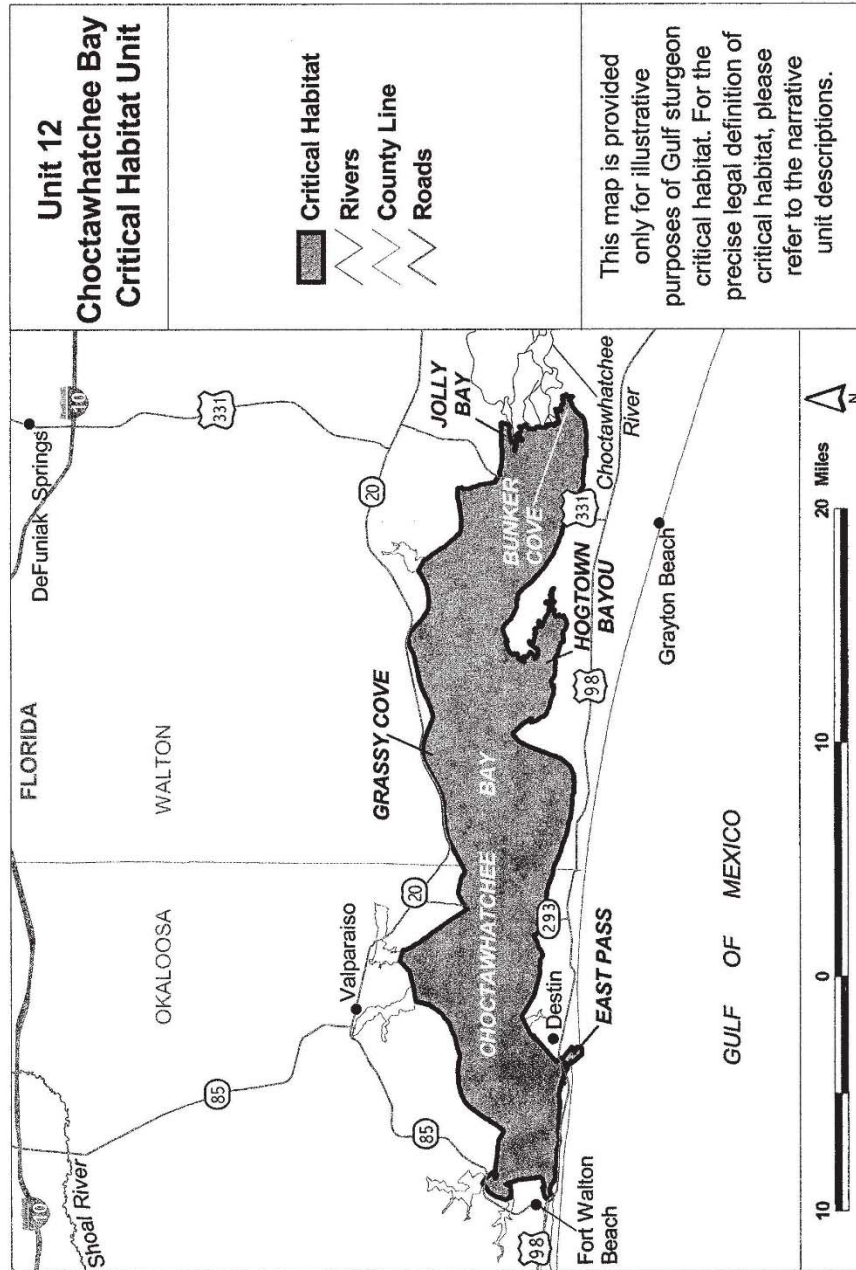 Unit 12
Choctawhatchee Bay
Critical Habitat Unit
Critical Habitat
Rivers
County Line
Roads
This map is provided
only for illustrative
purposes of Gulf sturgeon
critical habitat. For the
precise legal definition of
critical habitat, please
refer to the narrative
unit descriptions.
FLORIDA
DeFuniak Springs
10
10
Shoal River
OKALOOSA
WALTON
85
331
Valparaiso
20
20
85
GRASSY COVE
JOLLY
BAY
CHOCTAWHATCHEE BAY
BUNKER
COVE
HOGTOWN
BAYOU
Choctawhatchee
River
Fort Walton
Beach
98
Destin
293
EAST PASS
98
331
Grayton Beach
GULF OF MEXICO
10 0 10 20 Miles
N